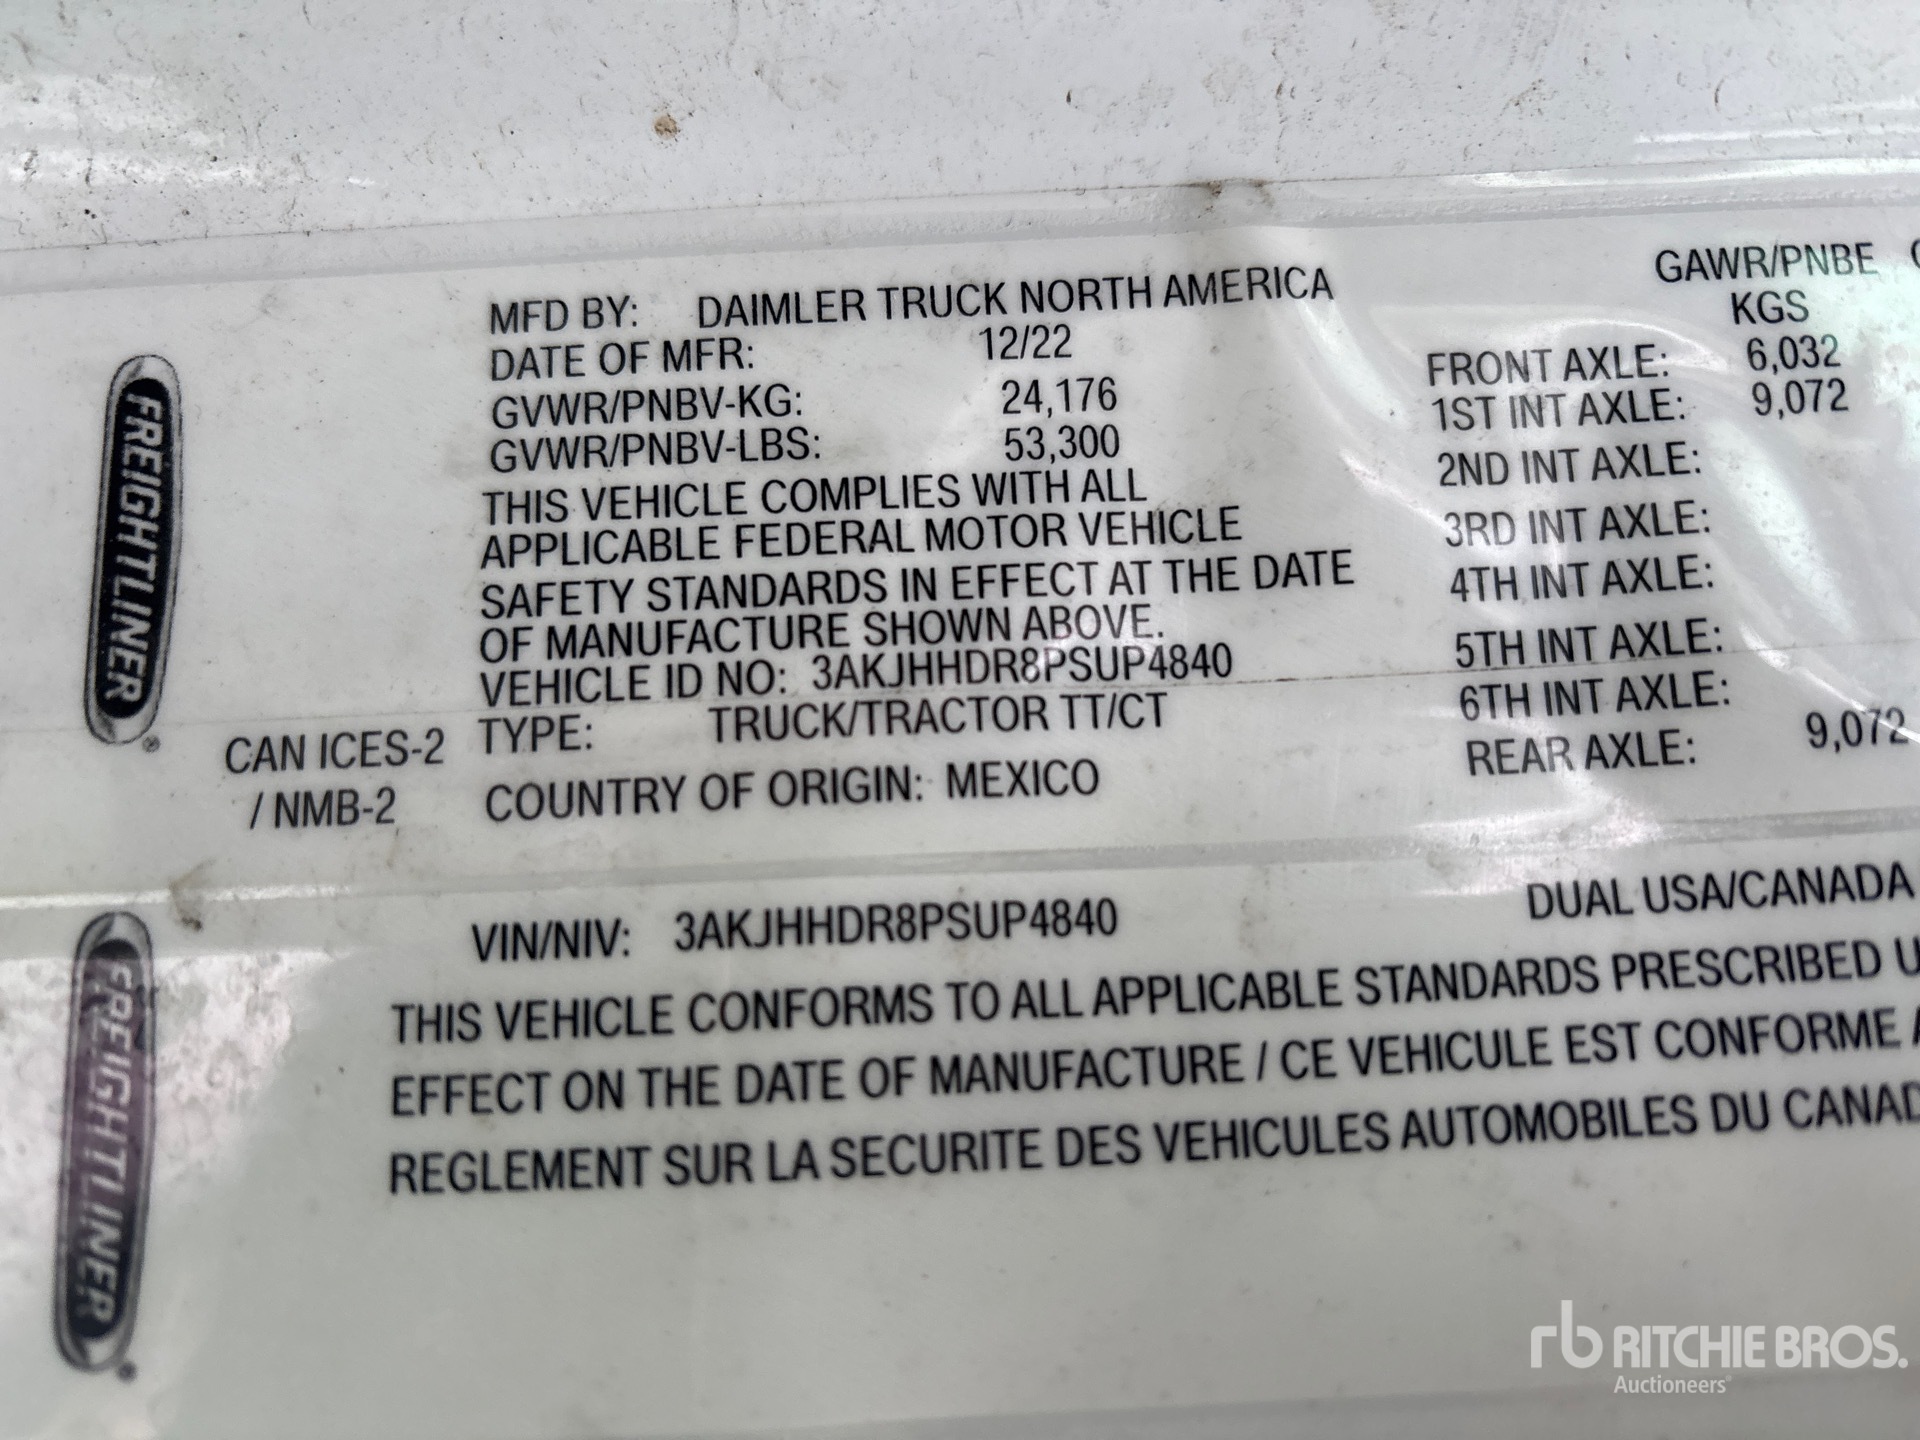 FREIGHTLINER
MFD BY: DAIMLER TRUCK NORTH AMERICA
DATE OF MFR: 12/22
GVWR/PNBV-KG: 24,176
GVWR/PNBV-LBS: 53,300
THIS VEHICLE COMPLIES WITH ALL
APPLICABLE FEDERAL MOTOR VEHICLE
SAFETY STANDARDS IN EFFECT AT THE DATE
OF MANUFACTURE SHOWN ABOVE.
VEHICLE ID NO: 3AKJHHDR8PSUP4840
TYPE: TRUCK/TRACTOR TT/CT
COUNTRY OF ORIGIN: MEXICO
CAN ICES-2
/ NMB-2
GAWR/PNBE
KGS
FRONT AXLE: 6,032
1ST INT AXLE: 9,072
2ND INT AXLE:
3RD INT AXLE:
4TH INT AXLE:
5TH INT AXLE:
6TH INT AXLE:
REAR AXLE: 9,072
FREIGHTLINER
VIN/NIV: 3AKJHHDR8PSUP4840
DUAL USA/CANADA
THIS VEHICLE CONFORMS TO ALL APPLICABLE STANDARDS PRESCRIBED
EFFECT ON THE DATE OF MANUFACTURE / CE VEHICULE EST CONFORME
REGLEMENT SUR LA SECURITE DES VEHICULES AUTOMOBILES DU
rb RITCHIE BROS.
Auctioneers